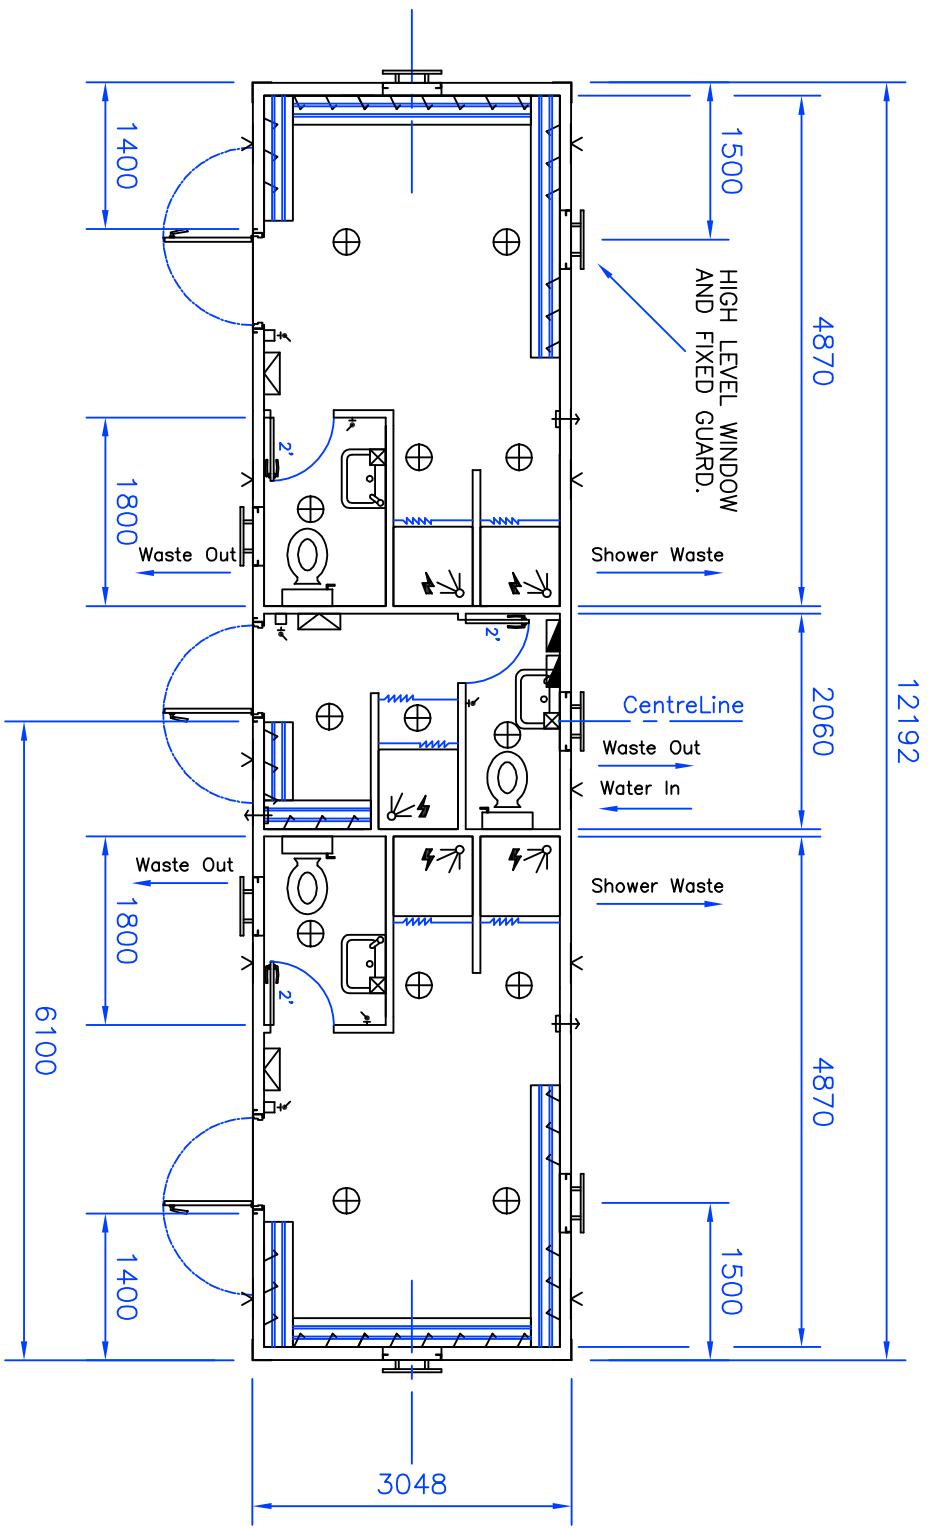 1400
1500
4870
HIGH LEVEL WINDOW
AND FIXED GUARD.
2'
1800
Waste Out
Shower Waste
2'
12192
2060
CentreLine
Waste Out
Water In
Waste Out
Shower Waste
1800
2'
6100
4870
1400
1500
3048